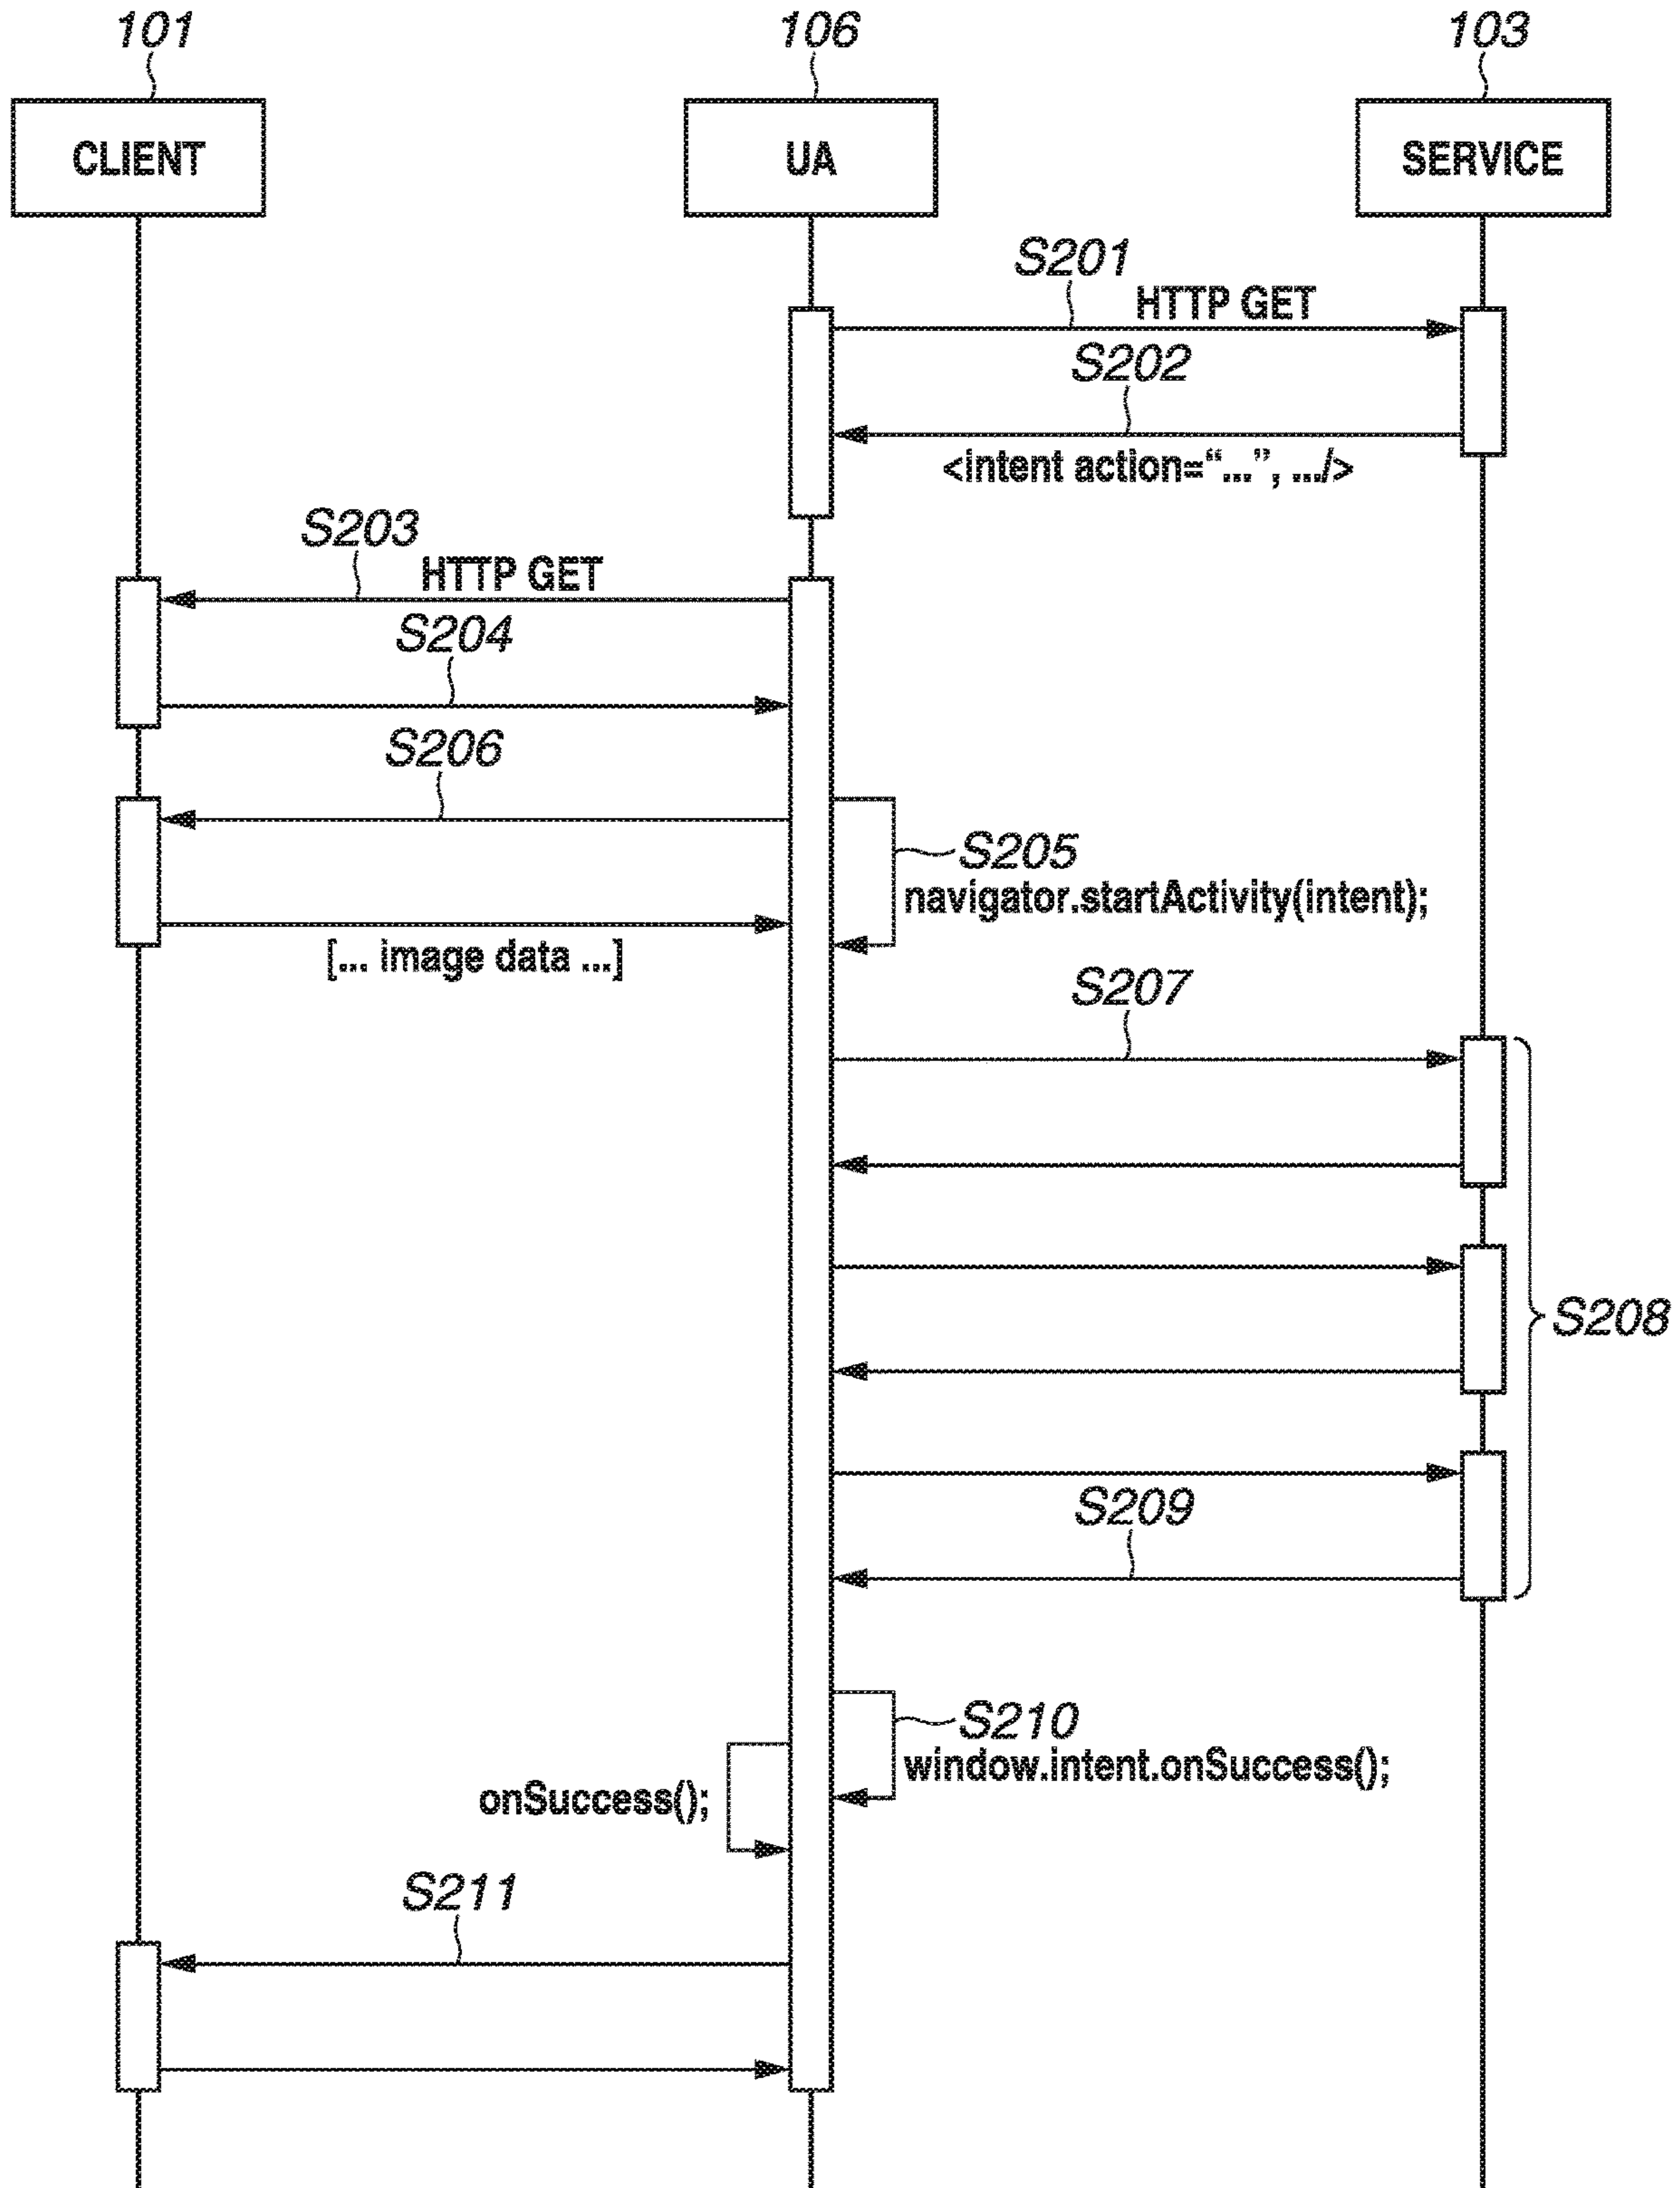 101
106
103
CLIENT
UA
SERVICE
S201
HTTP GET
S202
<intent action="...", .../>
S203
HTTP GET
S204
S206
S205
navigator.startActivity(intent);
[... image data ...]
S207
S208
S209
S210
window.intent.onSuccess();
onSuccess();
S211